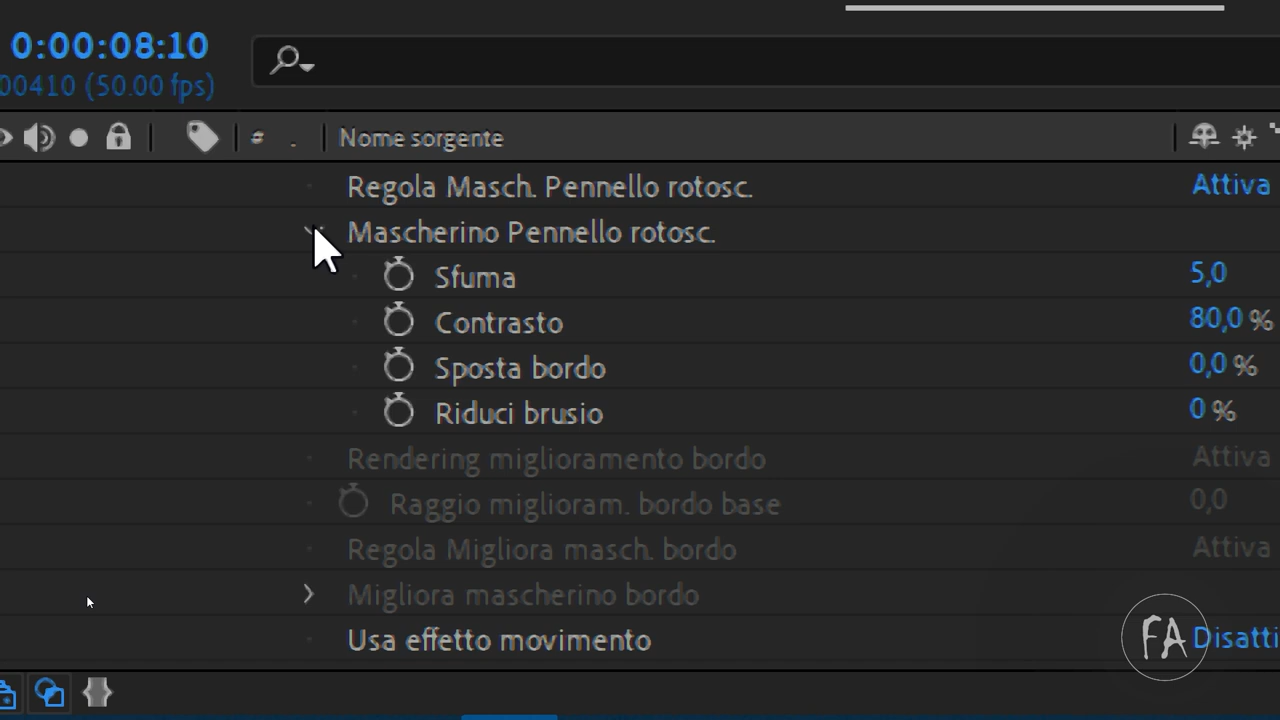 0:00:08:10
00410 (50.00 fps)
# . Nome sorgente
Regola Masch. Pennello rotosc. Attiva
Mascherino Pennello rotosc.
Sfuma 5,0
Contrasto 80,0 %
Sposta bordo 0,0 %
Riduci brusio 0 %
Rendering miglioramento bordo Attiva
Raggio miglioram. bordo base 0,0
Regola Migliora masch. bordo Attiva
Migliora mascherino bordo
Usa effetto movimento Disatti
FA